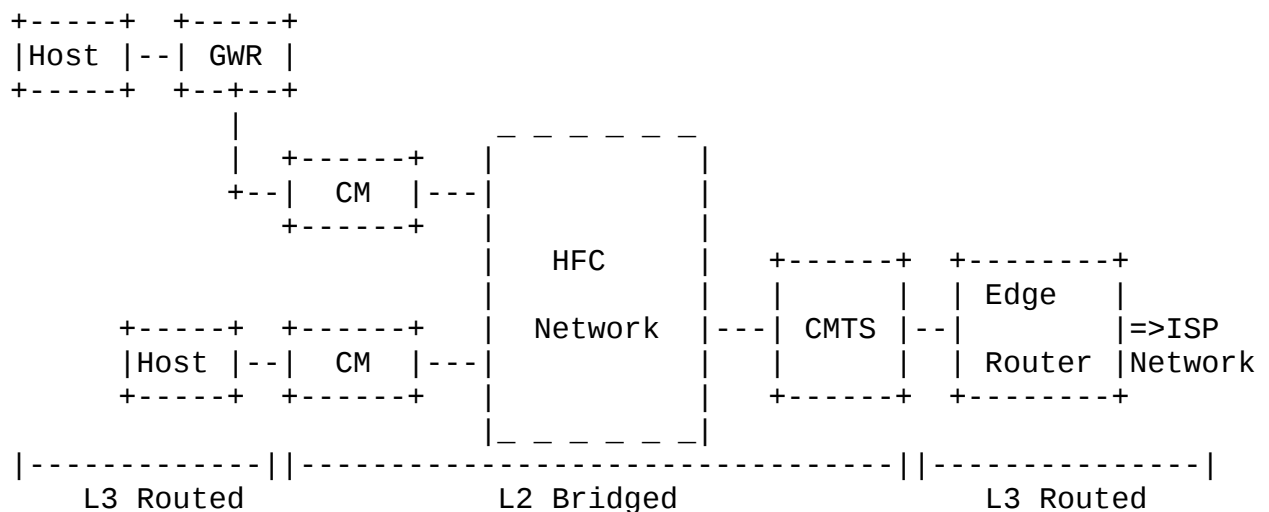 Host GWR
CM
HFC
Edge
Network CMTS =>ISP
Host CM Router Network
L3 Routed L2 Bridged L3 Routed